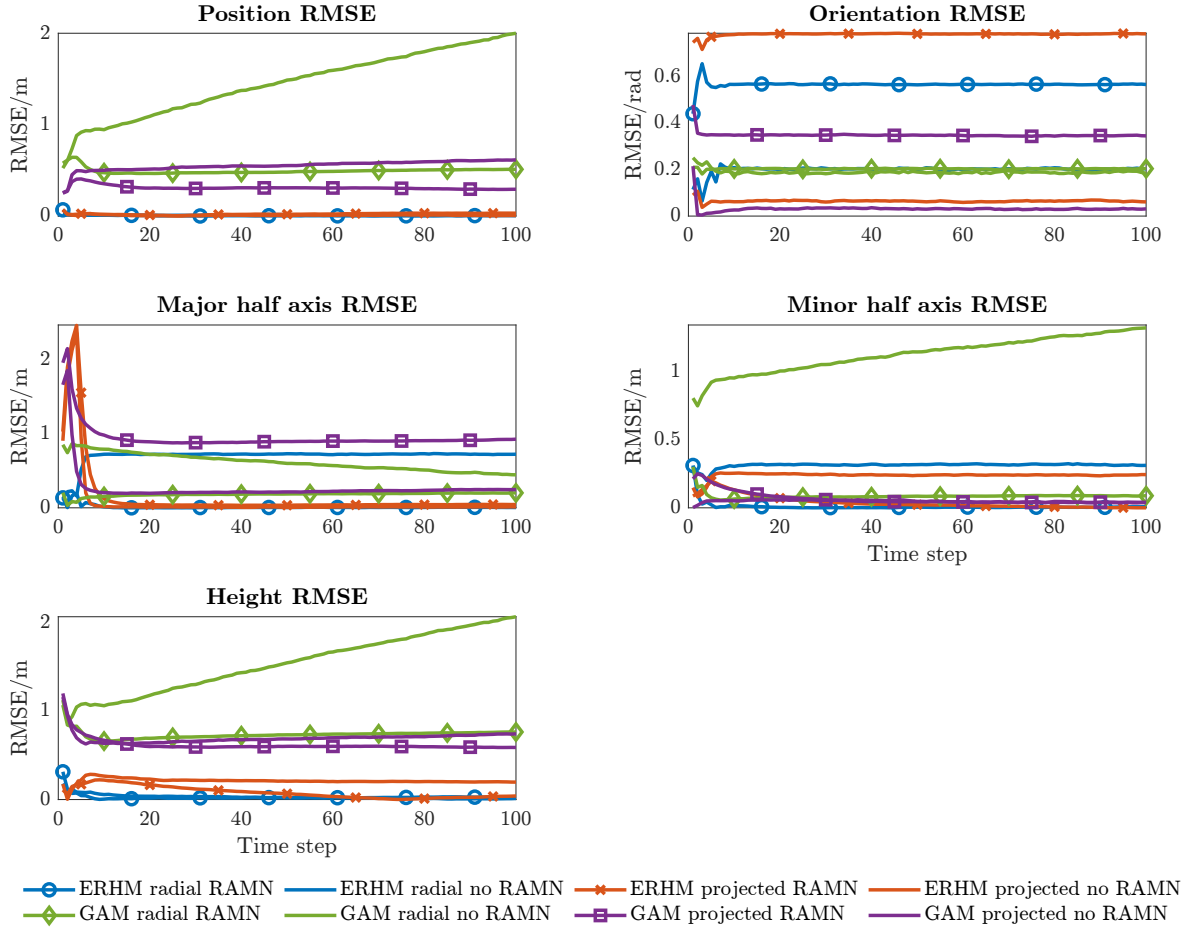 Position RMSE
Orientation RMSE
RMSE/m
2
1
0
0 20 40 60 80 100
RMSE/rad
0.6
0.4
0.2
0
0 20 40 60 80 100
Major half axis RMSE
Minor half axis RMSE
RMSE/m
2
1
0
0 20 40 60 80 100
RMSE/m
1
0.5
0
0 20 40 60 80 100
Time step
Height RMSE
RMSE/m
2
1
0
0 20 40 60 80 100
Time step
ERHM radial RAMN ERHM radial no RAMN ERHM projected RAMN ERHM projected no RAMN
GAM radial RAMN GAM radial no RAMN GAM projected RAMN GAM projected no RAMN